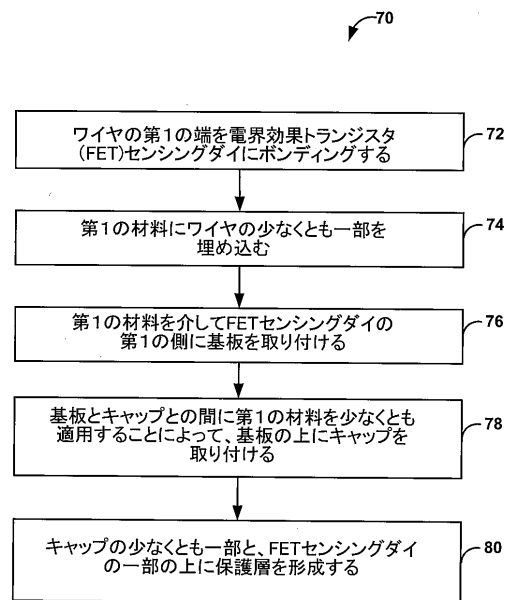 70
ワイヤの第1の端を電界効果トランジスタ
(FET)センシングダイにボンディングする
72
第1の材料にワイヤの少なくとも一部を
埋め込む
74
第1の材料を介してFETセンシングダイの
第1の側に基板を取り付ける
76
基板とキャップとの間に第1の材料を少なくとも
適用することによって、基板の上にキャップを
取り付ける
78
キャップの少なくとも一部と、FETセンシングダイ
の一部の上に保護層を形成する
80